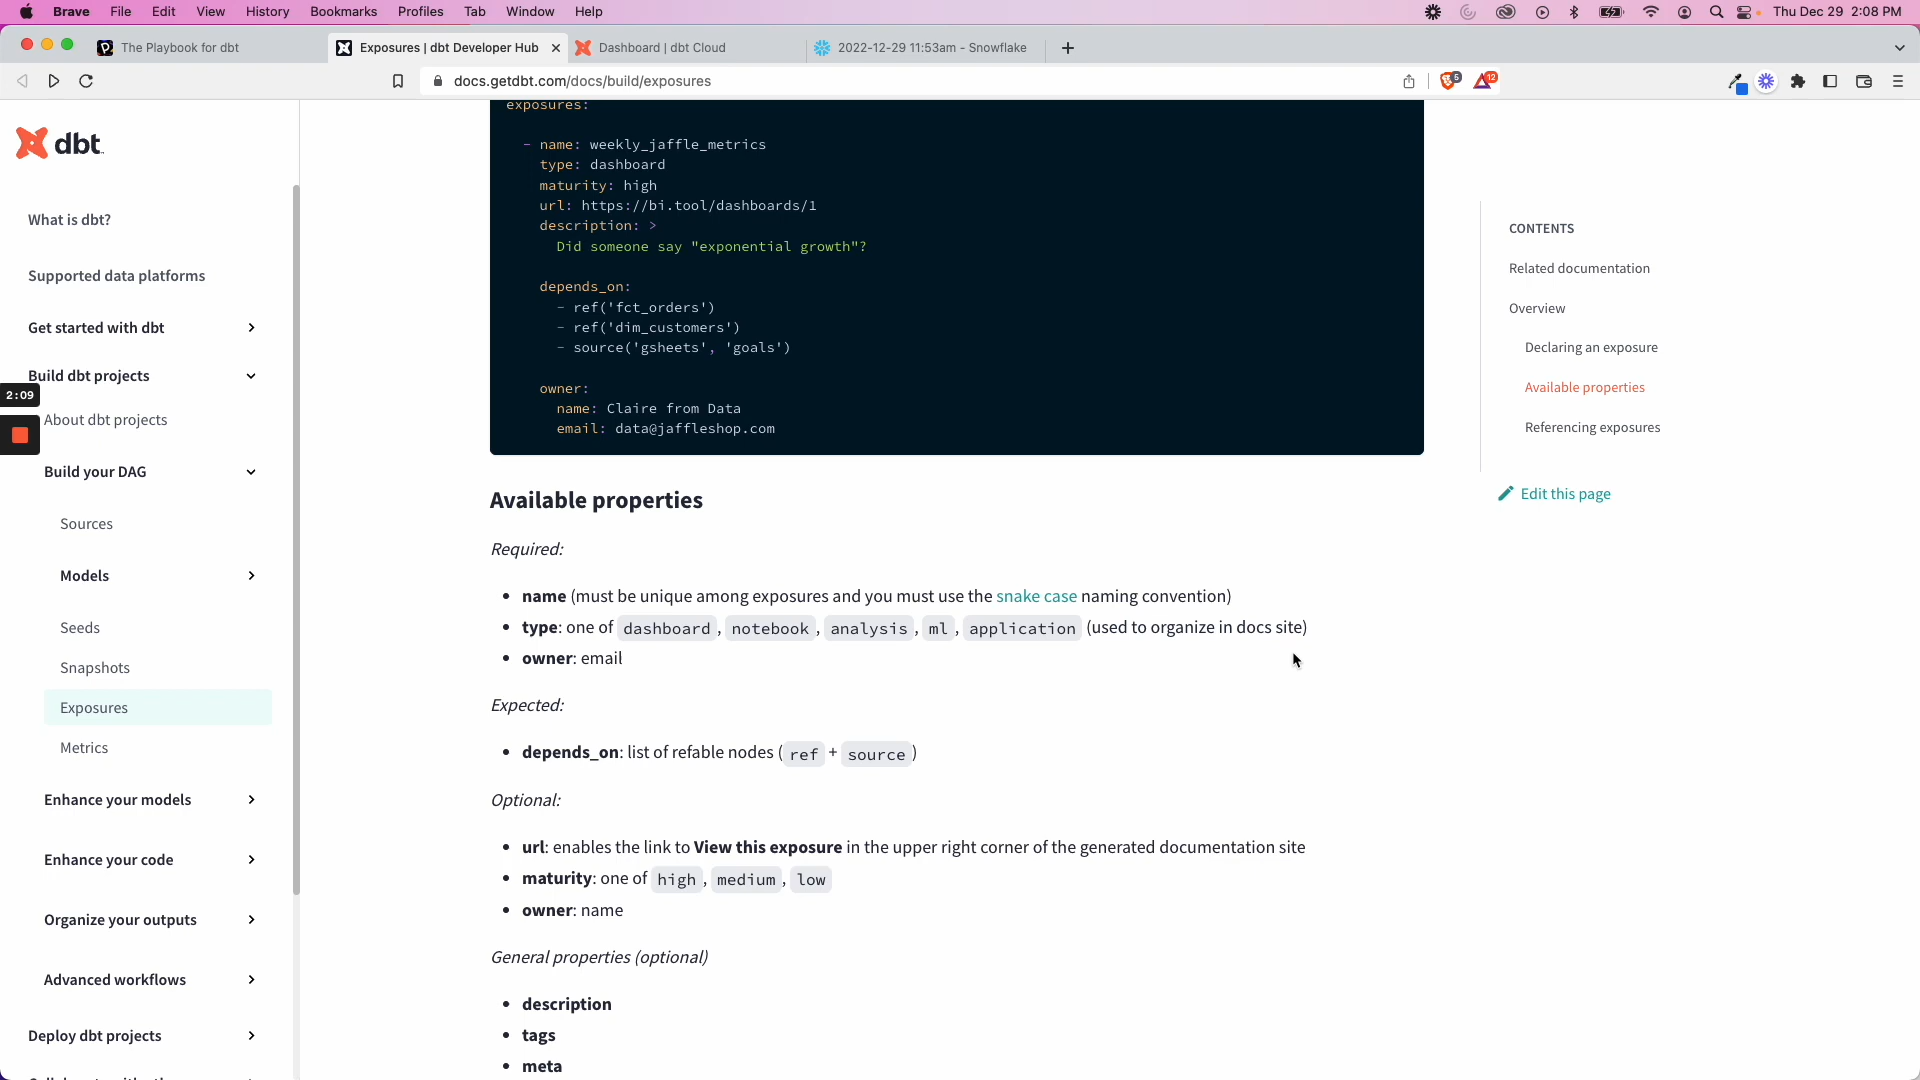 Brave File Edit View History Bookmarks Profiles Tab Window Help Thu Dec 29 2:08 PM
The Playbook for dbt Exposures | dbt Developer Hub Dashboard | dbt Cloud 2022-12-29 11:53am - Snowflake
docs.getdbt.com/docs/build/exposures 5 12
dbt
What is dbt?
Supported data platforms
Get started with dbt
Build dbt projects
2:09
About dbt projects
Build your DAG
Sources
Models
Seeds
Snapshots
Exposures
Metrics
Enhance your models
Enhance your code
Organize your outputs
Advanced workflows
Deploy dbt projects
exposures:
- name: weekly_jaffle_metrics
type: dashboard
maturity: high
url: https://bi.tool/dashboards/1
description: >
Did someone say "exponential growth"?
depends_on:
- ref('fct_orders')
- ref('dim_customers')
- source('gsheets', 'goals')
owner:
name: Claire from Data
email: data@jaffleshop.com
Available properties
Required:
• name (must be unique among exposures and you must use the snake case naming convention)
• type: one of dashboard, notebook, analysis, ml, application (used to organize in docs site)
• owner: email
Expected:
• depends_on: list of refable nodes (ref + source)
Optional:
• url: enables the link to View this exposure in the upper right corner of the generated documentation site
• maturity: one of high, medium, low
• owner: name
General properties (optional)
• description
• tags
• meta
CONTENTS
Related documentation
Overview
Declaring an exposure
Available properties
Referencing exposures
Edit this page